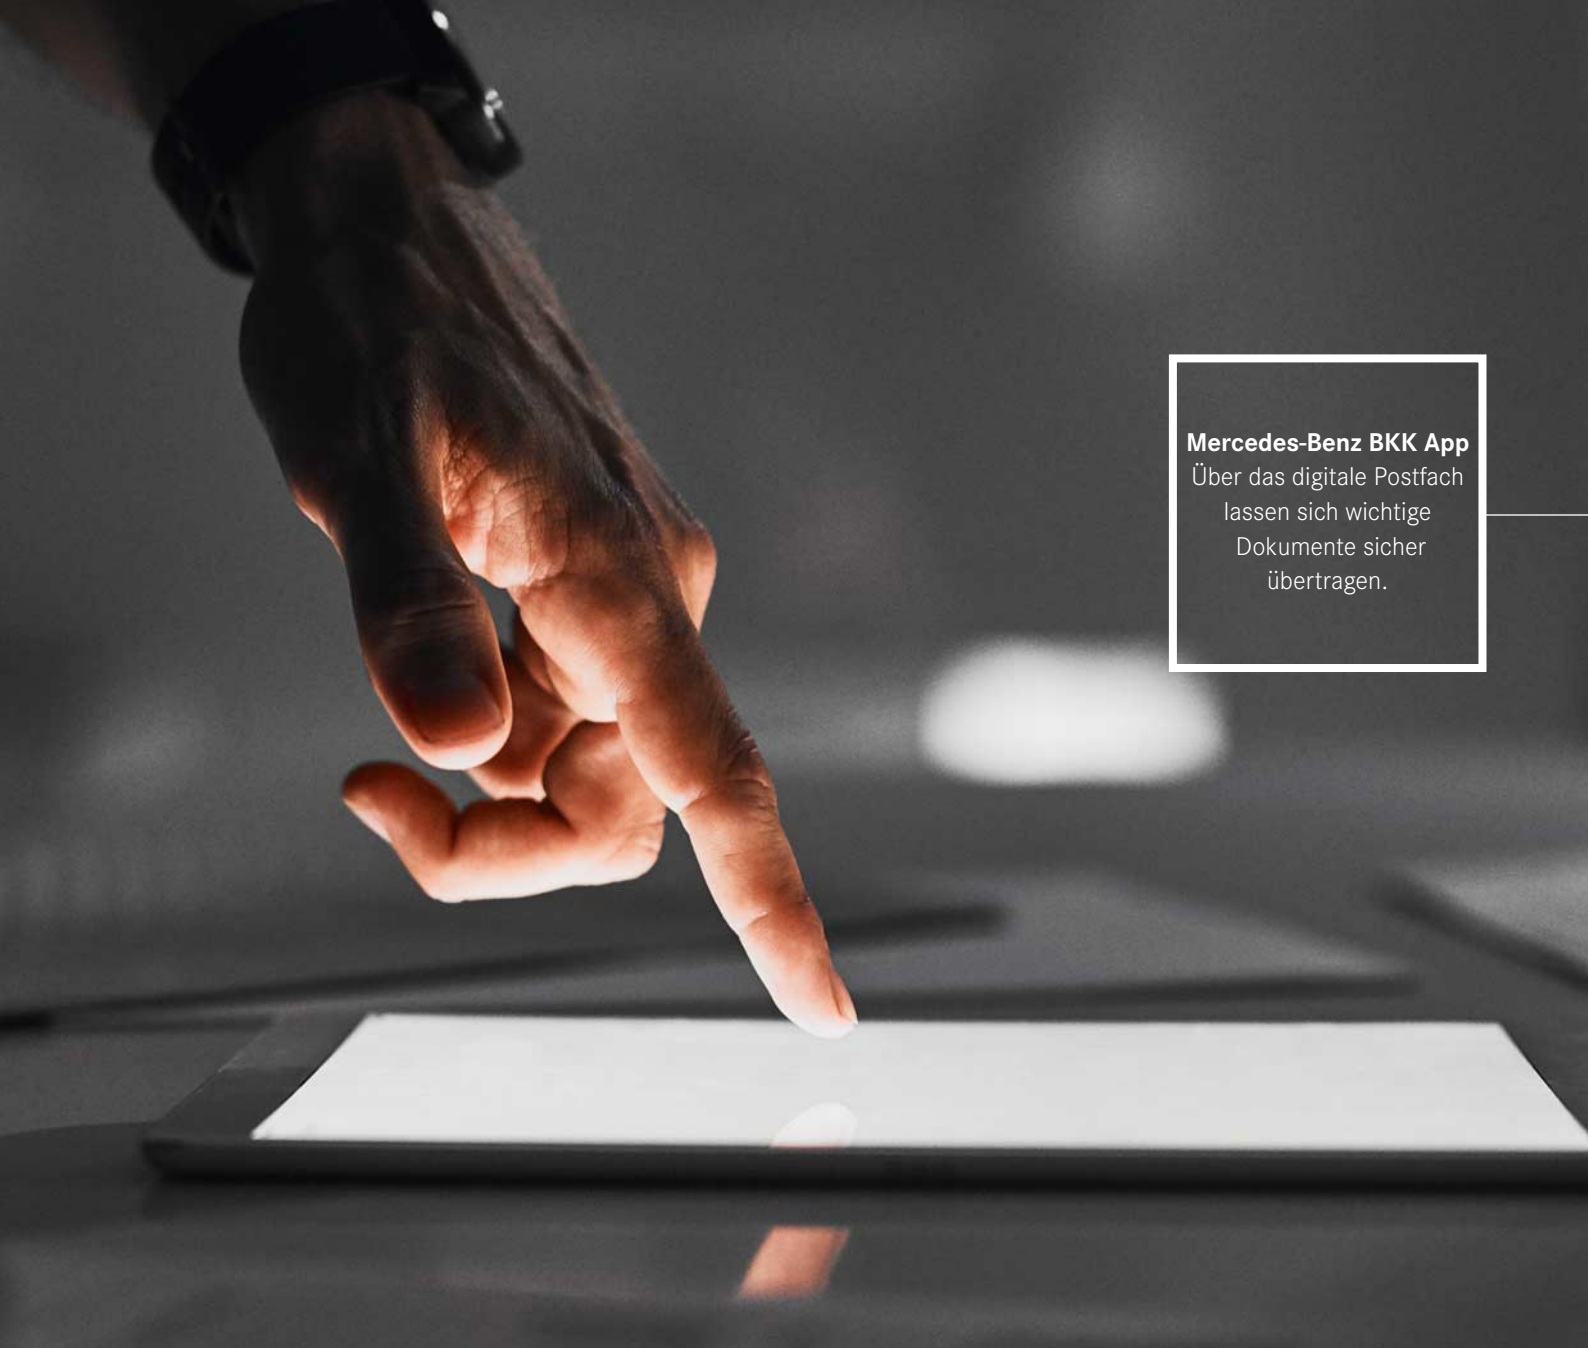 Mercedes-Benz BKK App
Über das digitale Postfach
lassen sich wichtige
Dokumente sicher
übertragen.